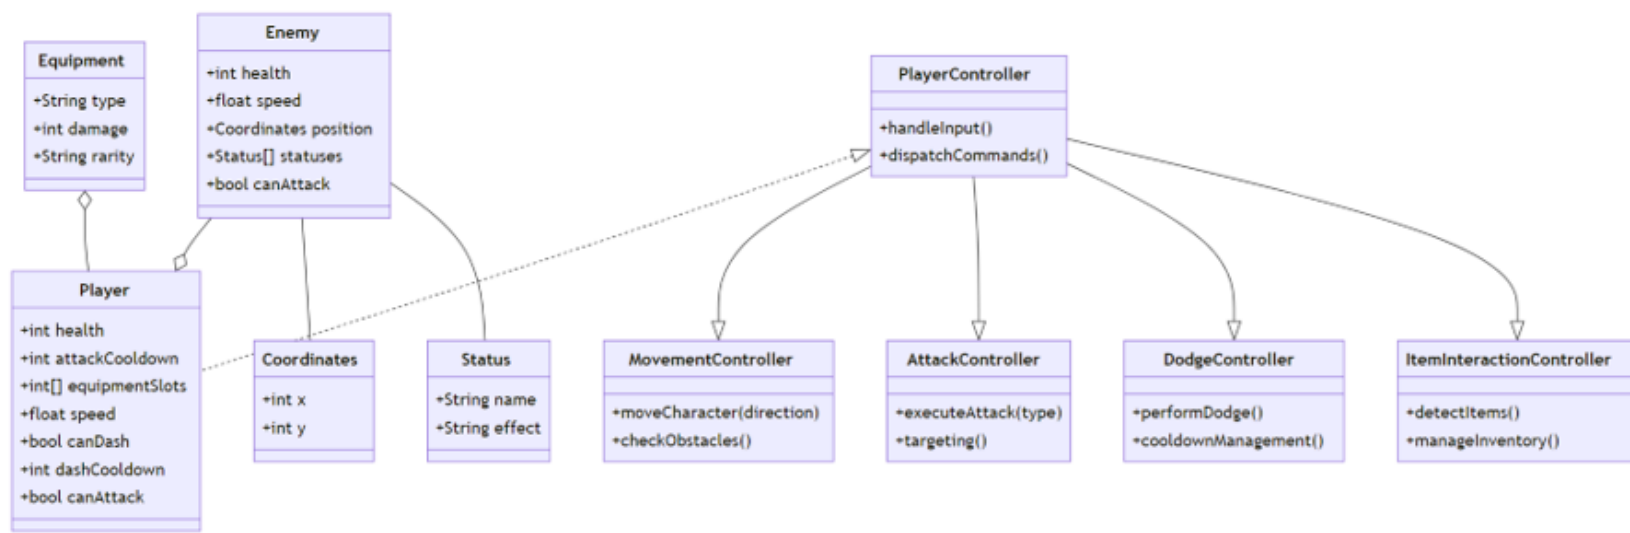 Equipment
+String type
+int damage
+String rarity
Enemy
+int health
+float speed
+Coordinates position
+Status[] statuses
+bool canAttack
PlayerController
+handleInput()
+dispatchCommands()
Player
+int health
+int attackCooldown
+int[] equipmentSlots
+float speed
+bool canDash
+int dashCooldown
+bool canAttack
Coordinates
+int x
+int y
Status
+String name
+String effect
MovementController
+moveCharacter(direction)
+checkObstacles()
AttackController
+executeAttack(type)
+targeting()
DodgeController
+performDodge()
+cooldownManagement()
ItemInteractionController
+detectItems()
+manageInventory()